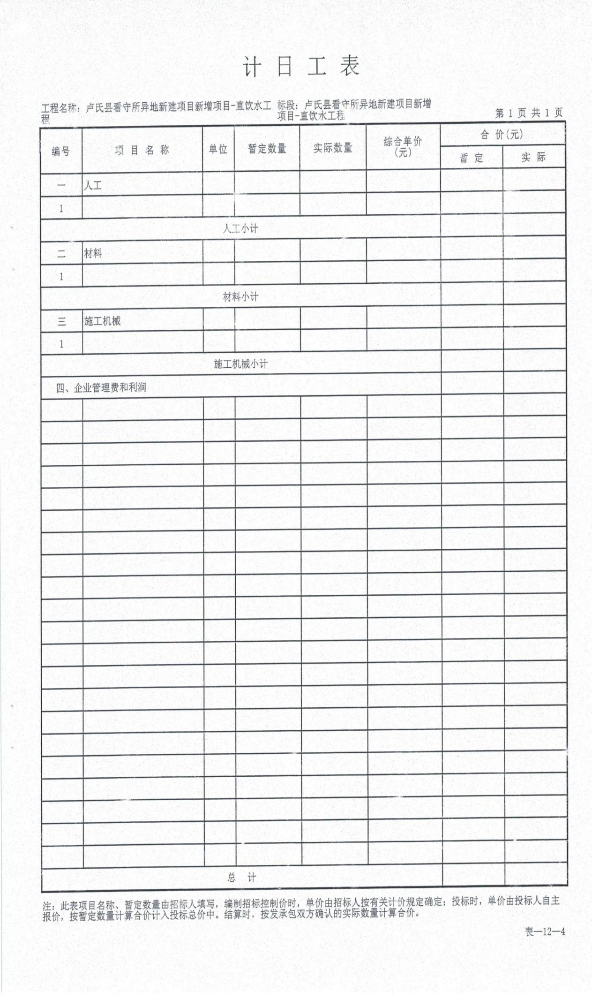 计 日 工 表
工程名称：卢氏县看守所异地新建项目新增项目-直饮水工程 标段：卢氏县看守所异地新建项目新增项目-直饮水工程 第 1 页 共 1 页
编号 项 目 名 称 单位 暂定数量 实际数量 综合单价(元) 合 价(元)
暂 定 实 际
一 人工
1
人工小计
二 材料
1
材料小计
三 施工机械
1
施工机械小计
四、企业管理费和利润
总 计
注：此表项目名称、暂定数量由招标人填写，编制招标控制价时，单价由招标人按有关计价规定确定；投标时，单价由投标人自主
报价，按暂定数量计算合价计入投标总价中。结算时，按发承包双方确认的实际数量计算合价。
表—12—4